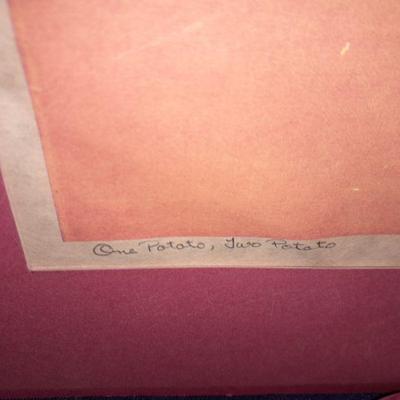 One Potato, Two Potato